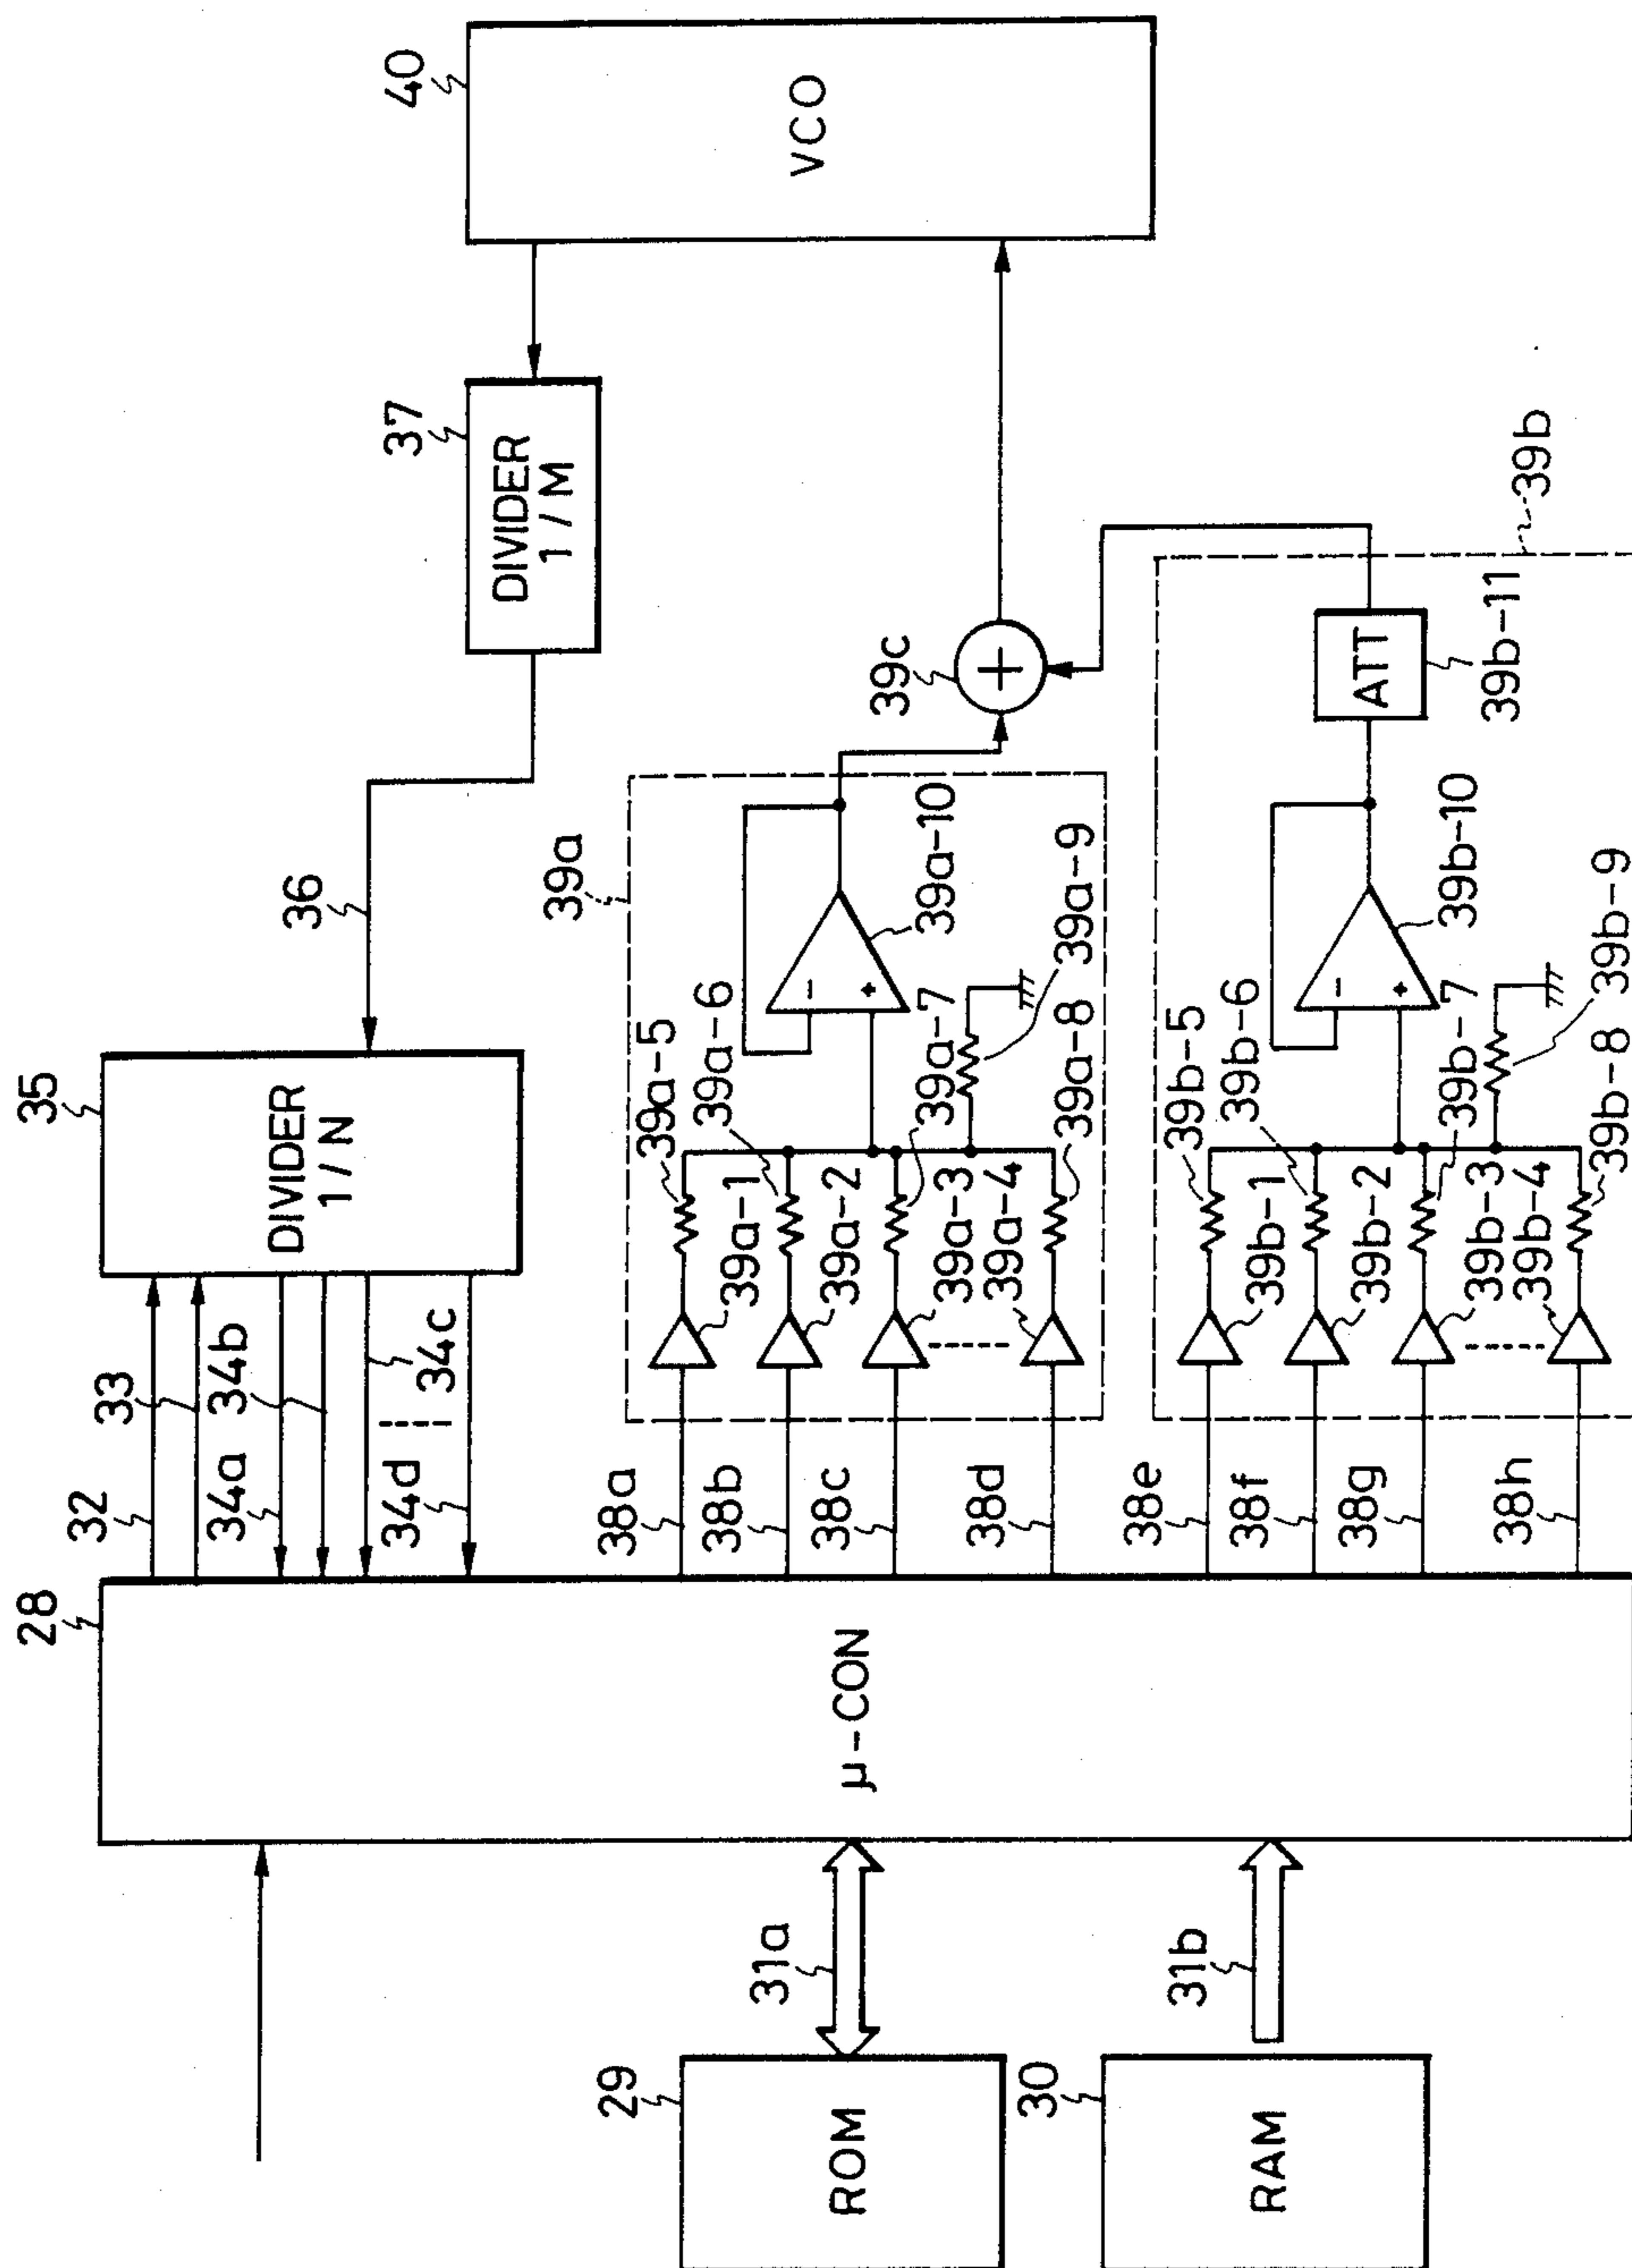 28
μ-CON
29
ROM
30
RAM
31a
31b
32
33
34a
34b
34c
34d
35
DIVIDER
1/N
36
37
DIVIDER
1/M
40
VCO
38a
38b
38c
38d
38e
38f
38g
38h
39a
39a-5
39a-1
39a-6
39a-2
39a-7
39a-3
39a-4
39a-8
39a-9
39a-10
-
+
39c
+
39b
39b-5
39b-1
39b-6
39b-2
39b-7
39b-3
39b-4
39b-8
39b-9
39b-10
-
+
ATT
39b-11